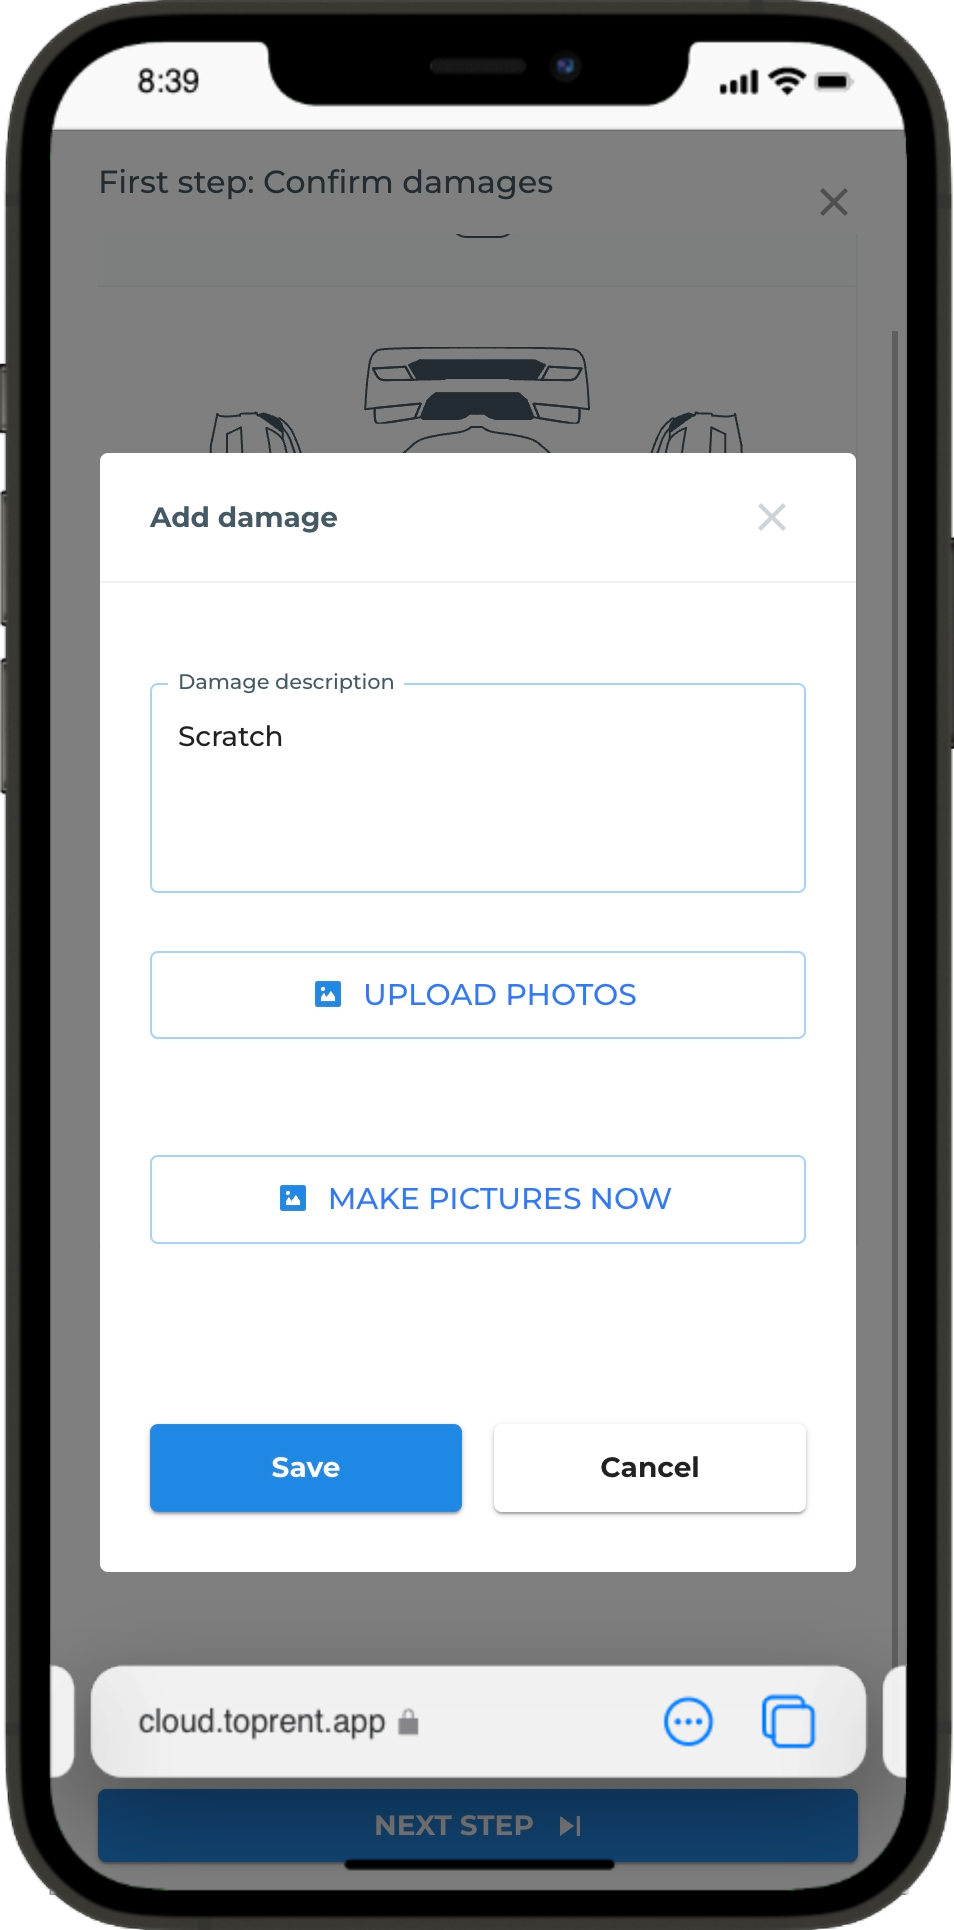 8:39
First step: Confirm damages
Add damage
Damage description
Scratch
UPLOAD PHOTOS
MAKE PICTURES NOW
Save Cancel
cloud.toprent.app
NEXT STEP